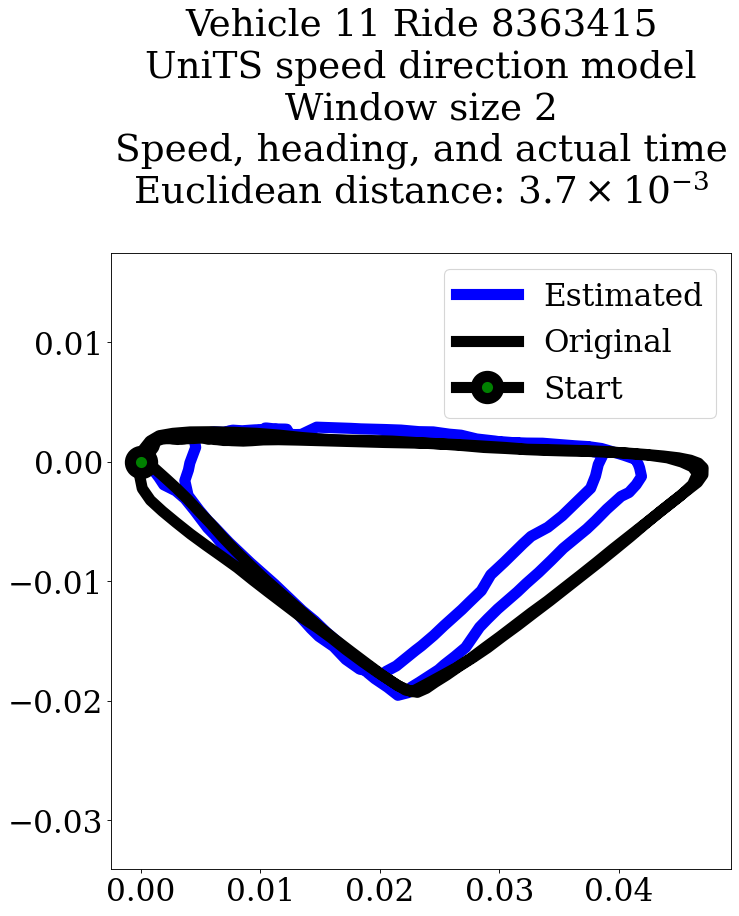 Vehicle 11 Ride 8363415
UniTS speed direction model
Window size 2
Speed, heading, and actual time
Euclidean distance: 3.7 × 10⁻³
Estimated
Original
Start
0.01
0.00
−0.01
−0.02
−0.03
0.00 0.01 0.02 0.03 0.04